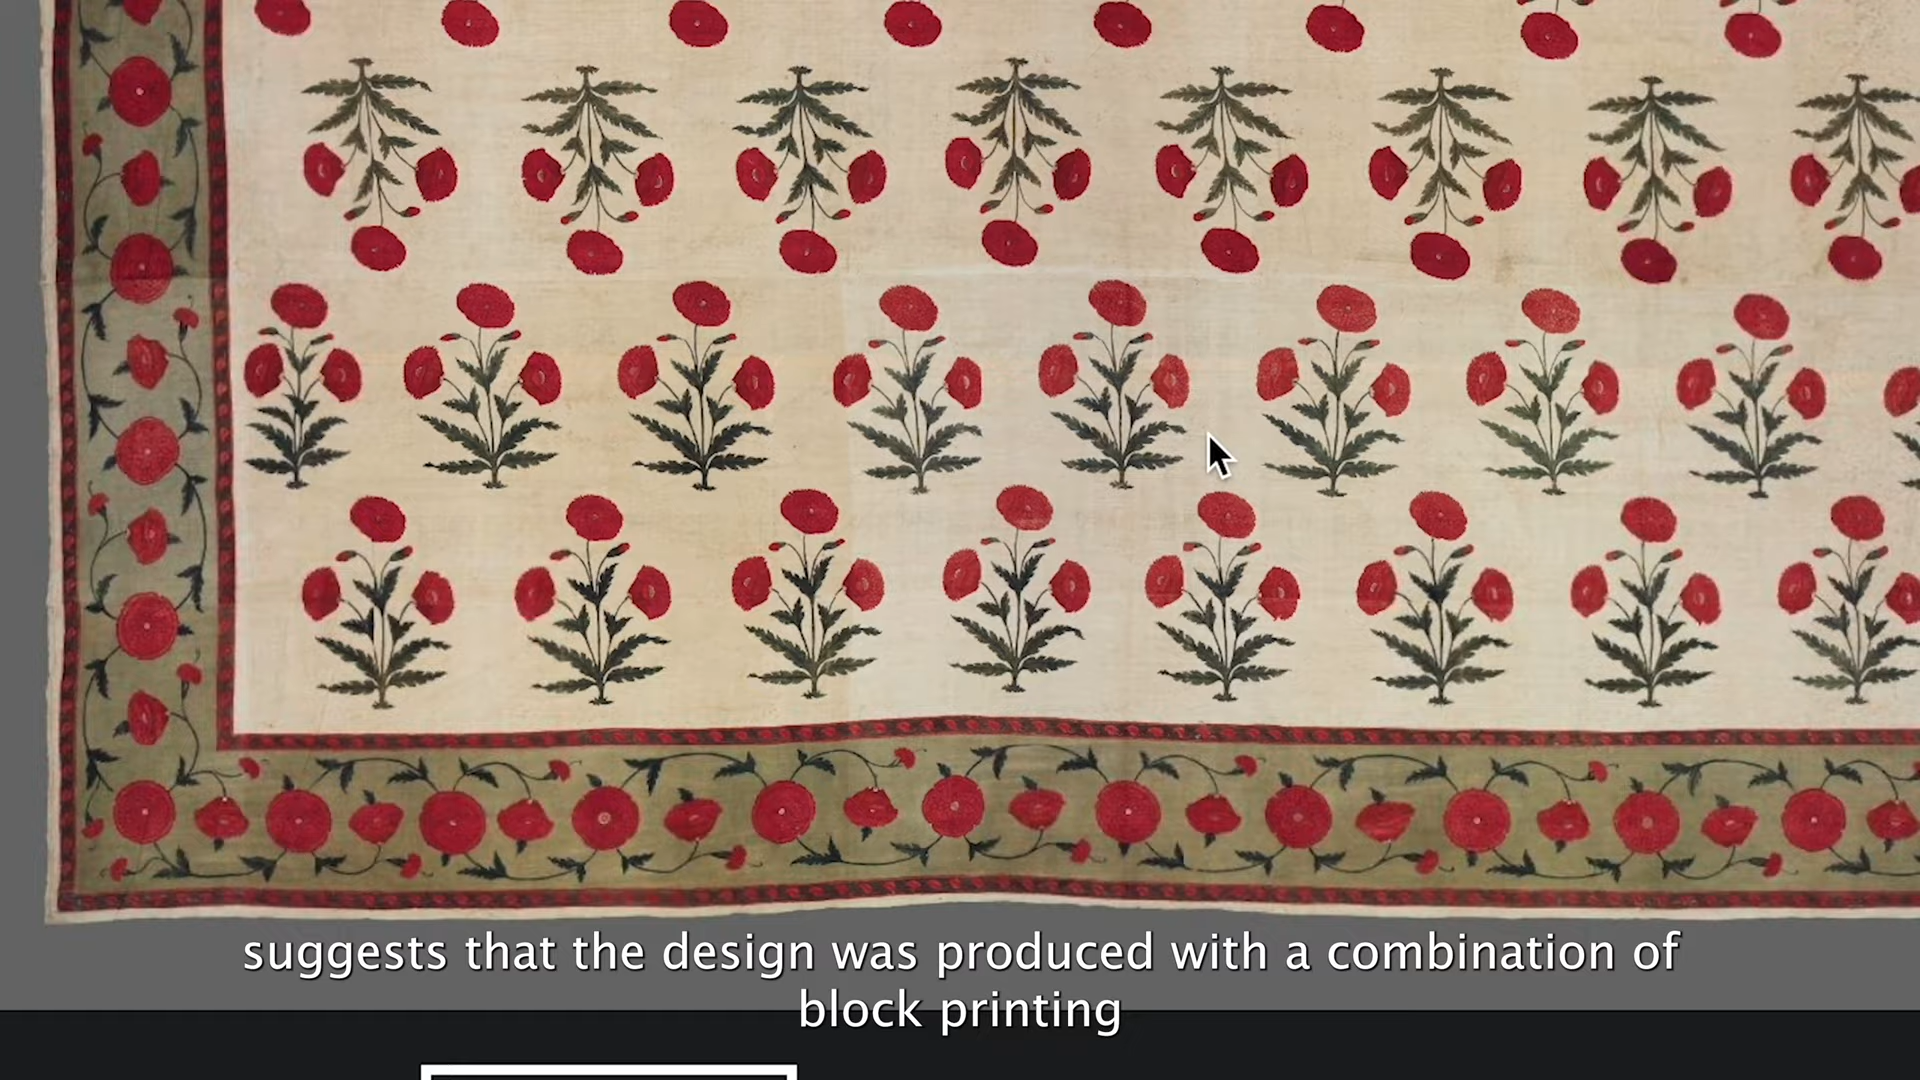 suggests that the design was produced with a combination of
block printing